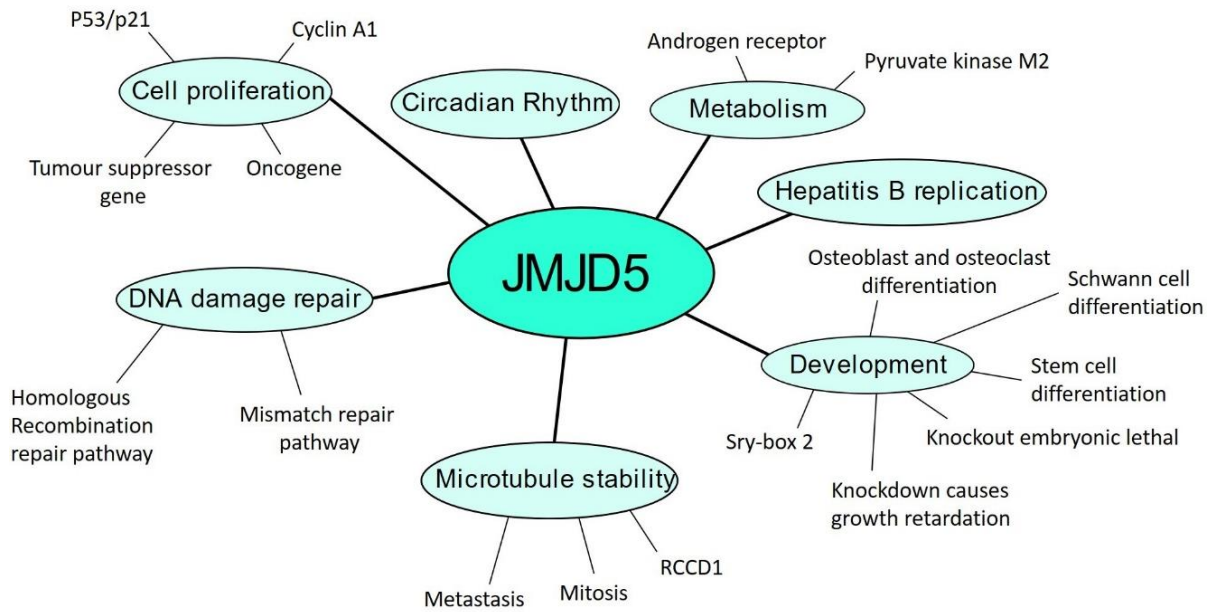 P53/p21
Cyclin A1
Cell proliferation
Tumour suppressor
gene
Oncogene
Circadian Rhythm
Androgen receptor
Pyruvate kinase M2
Metabolism
Hepatitis B replication
JMJD5
DNA damage repair
Homologous
Recombination
repair pathway
Mismatch repair
pathway
Osteoblast and osteoclast
differentiation
Schwann cell
differentiation
Development
Stem cell
differentiation
Sry-box 2
Knockout embryonic lethal
Knockdown causes
growth retardation
Microtubule stability
Metastasis
Mitosis
RCCD1